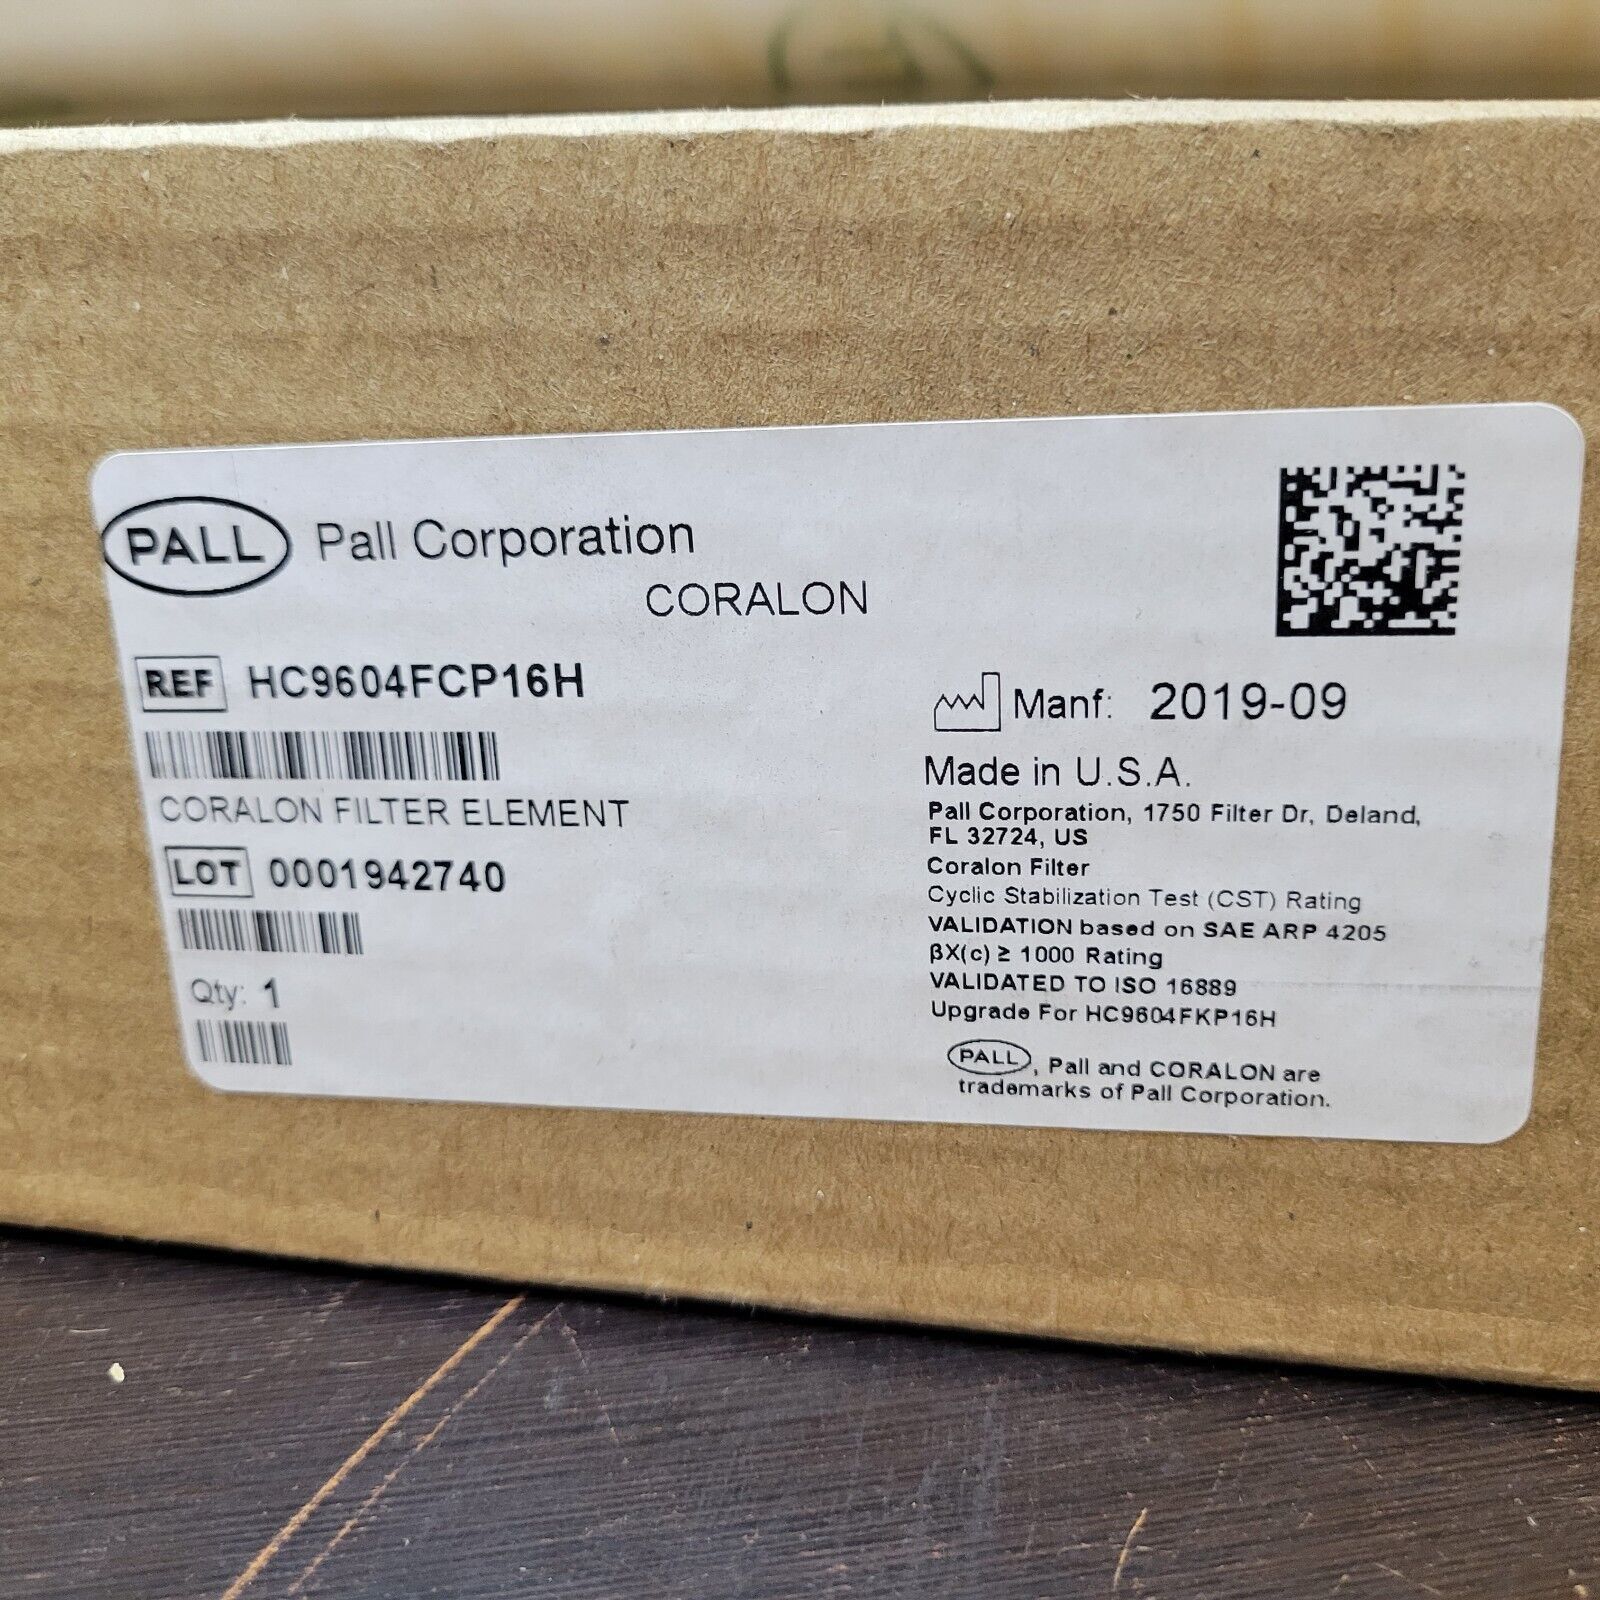 PALL Pall Corporation
CORALON
REF HC9604FCP16H
CORALON FILTER ELEMENT
LOT 0001942740
Qty: 1
Manf: 2019-09
Made in U.S.A.
Pall Corporation, 1750 Filter Dr, Deland,
FL 32724, US
Coralon Filter
Cyclic Stabilization Test (CST) Rating
VALIDATION based on SAE ARP 4205
βX(c) ≥ 1000 Rating
VALIDATED TO ISO 16889
Upgrade For HC9604FKP16H
PALL, Pall and CORALON are
trademarks of Pall Corporation.